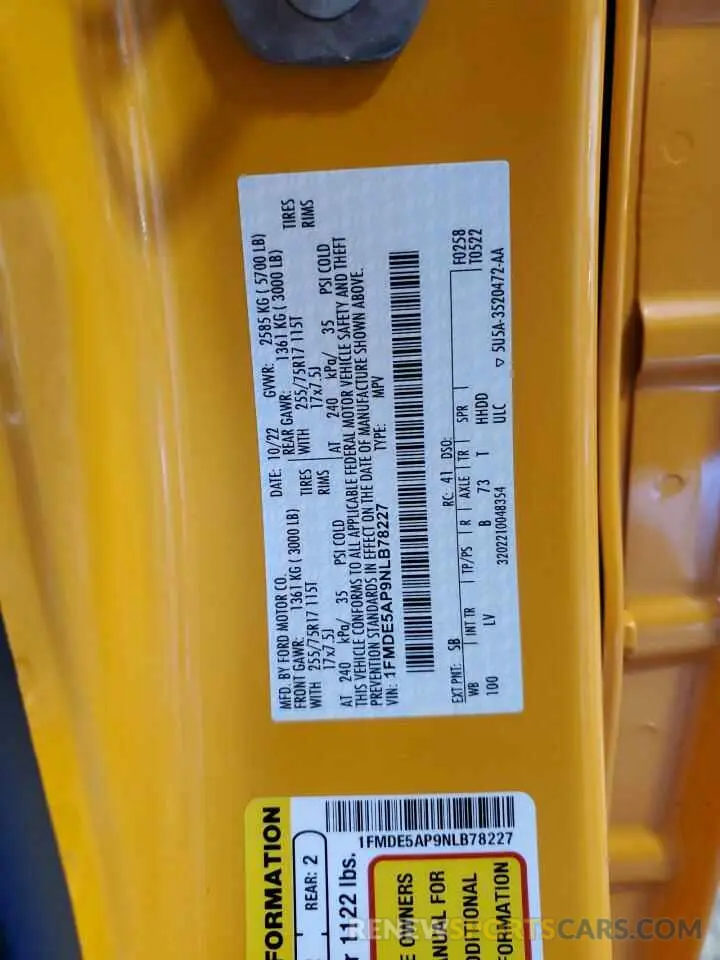 MFD. BY FORD MOTOR CO. DATE: 10/22 GVWR: 2585 KG ( 5700 LB)
FRONT GAWR: 1361 KG (3000 LB) REAR GAWR: 1361 KG ( 3000 LB)
WITH 255/75R17 115T TIRES WITH 255/75R17 115T TIRES
17x7.5J RIMS 17x7.5J RIMS
AT 240 kPa/ 35 PSI COLD AT 240 kPa/ 35 PSI COLD
THIS VEHICLE CONFORMS TO ALL APPLICABLE FEDERAL MOTOR VEHICLE SAFETY AND THEFT
PREVENTION STANDARDS IN EFFECT ON THE DATE OF MANUFACTURE SHOWN ABOVE.
VIN: 1FMDE5AP9NLB78227 TYPE: MPV
EXT PNT: SB RC: 41 DSO: F0258
WB INT TR TP/PS R AXLE TR SPR T0522
100 LV B 73 T HHDD
3202210048354 ULC ▽ 5U5A-3520472-AA
1FMDE5AP9NLB78227
FORMATION
REAR: 2
1122 lbs.
OWNERS
MANUAL FOR
DDITIONAL
FORMATION
RENEWSPORTSCARS.COM